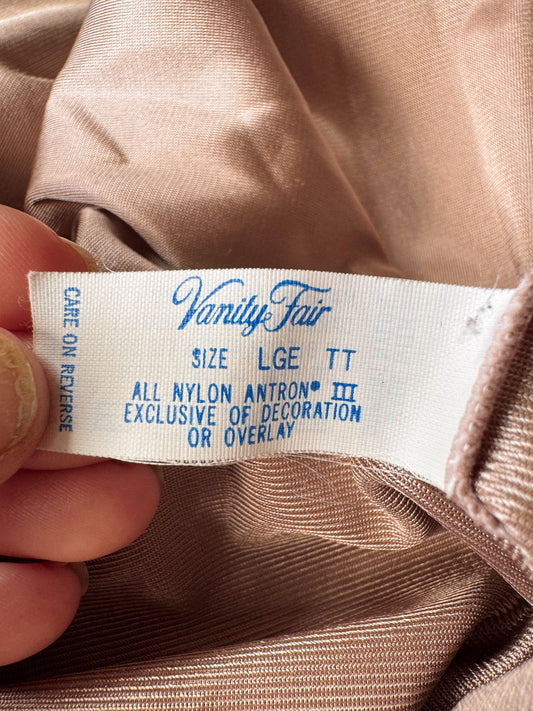 Vanity Fair
SIZE LGE TT
ALL NYLON ANTRON® III
EXCLUSIVE OF DECORATION
OR OVERLAY
CARE ON REVERSE